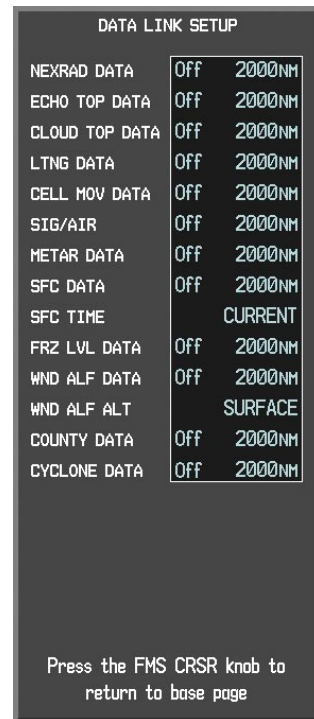 DATA LINK SETUP
NEXRAD DATA Off 2000NM
ECHO TOP DATA Off 2000NM
CLOUD TOP DATA Off 2000NM
LTNG DATA Off 2000NM
CELL MOV DATA Off 2000NM
SIG/AIR Off 2000NM
METAR DATA Off 2000NM
SFC DATA Off 2000NM
SFC TIME CURRENT
FRZ LVL DATA Off 2000NM
WND ALF DATA Off 2000NM
WND ALF ALT SURFACE
COUNTY DATA Off 2000NM
CYCLONE DATA Off 2000NM
Press the FMS CRSR knob to
return to base page